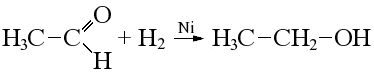 H₃C−C(=O)H + H₂ —Ni→ H₃C−CH₂−OH